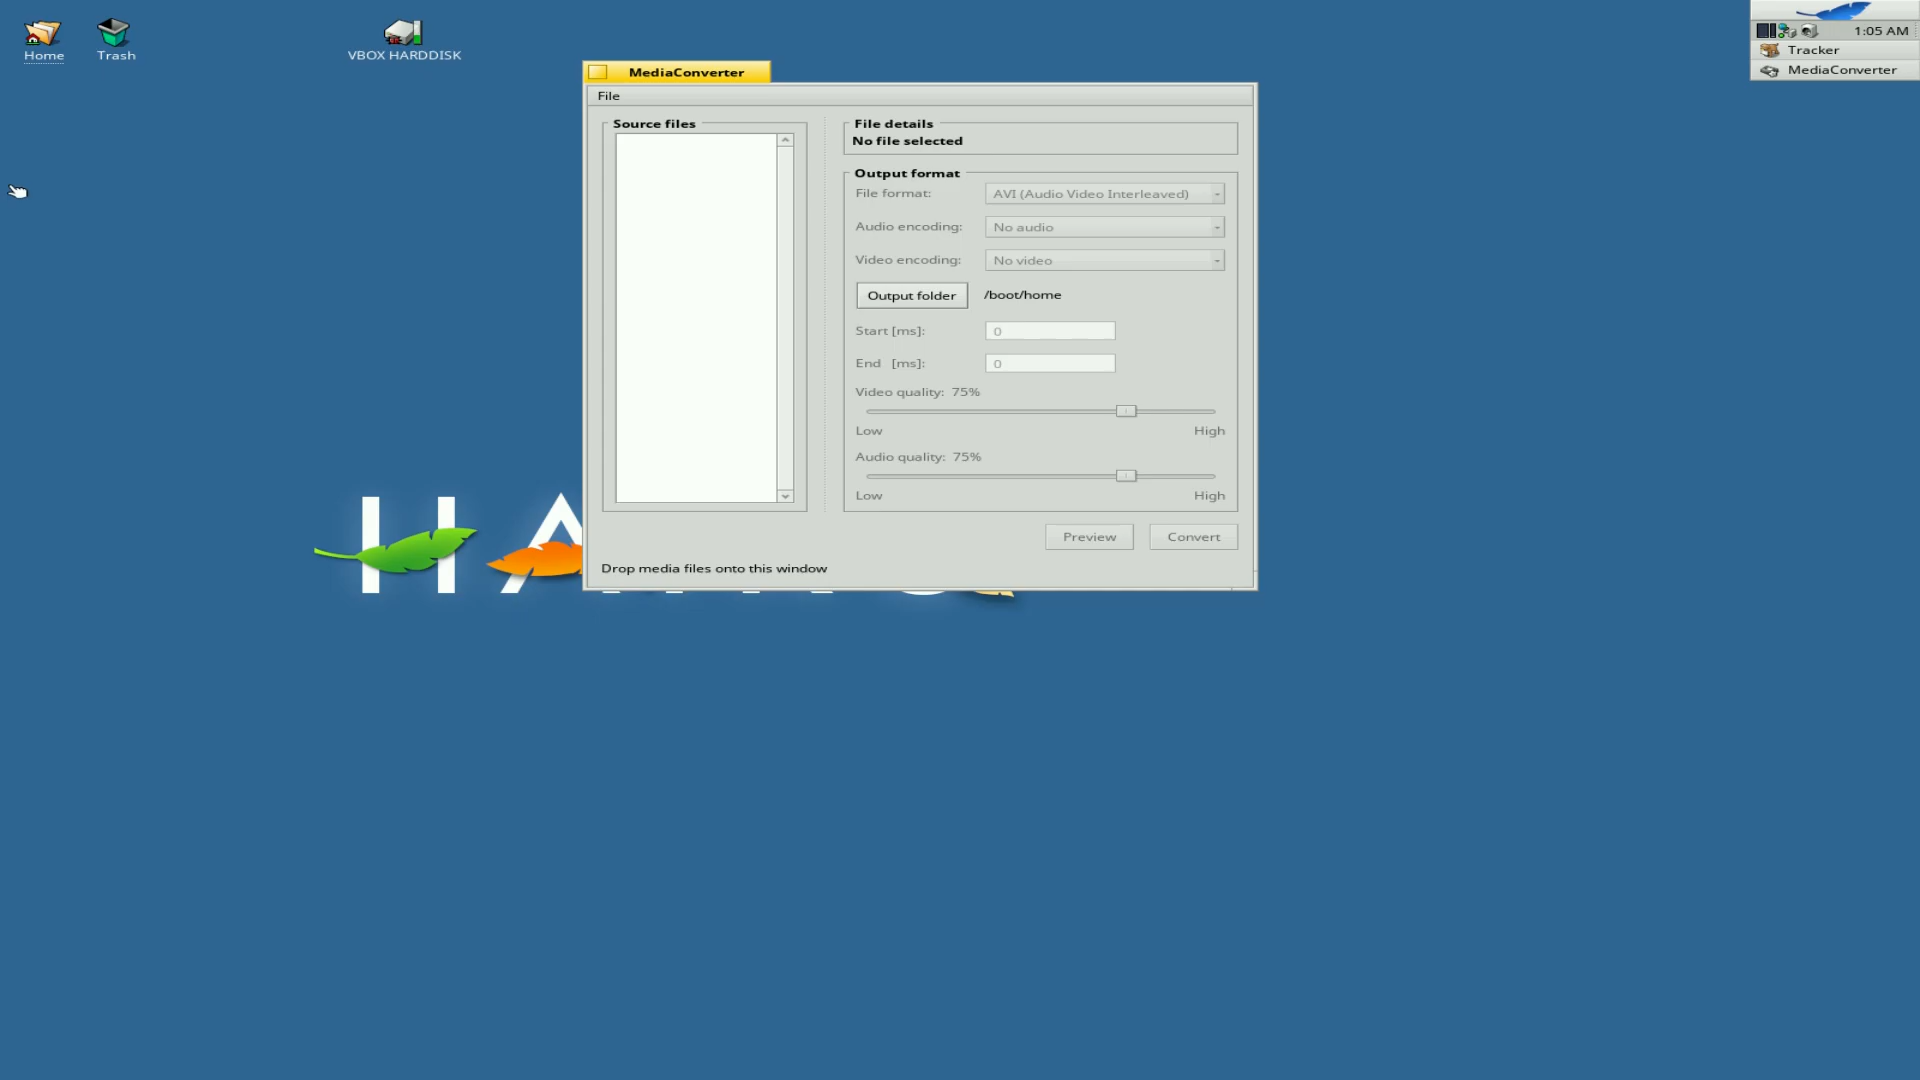 Home
Trash
VBOX HARDDISK
1:05 AM
Tracker
MediaConverter
MediaConverter
File
Source files
File details
No file selected
Output format
File format: AVI (Audio Video Interleaved)
Audio encoding: No audio
Video encoding: No video
Output folder /boot/home
Start [ms]: 0
End [ms]: 0
Video quality: 75%
Low High
Audio quality: 75%
Low High
Preview Convert
Drop media files onto this window
HA